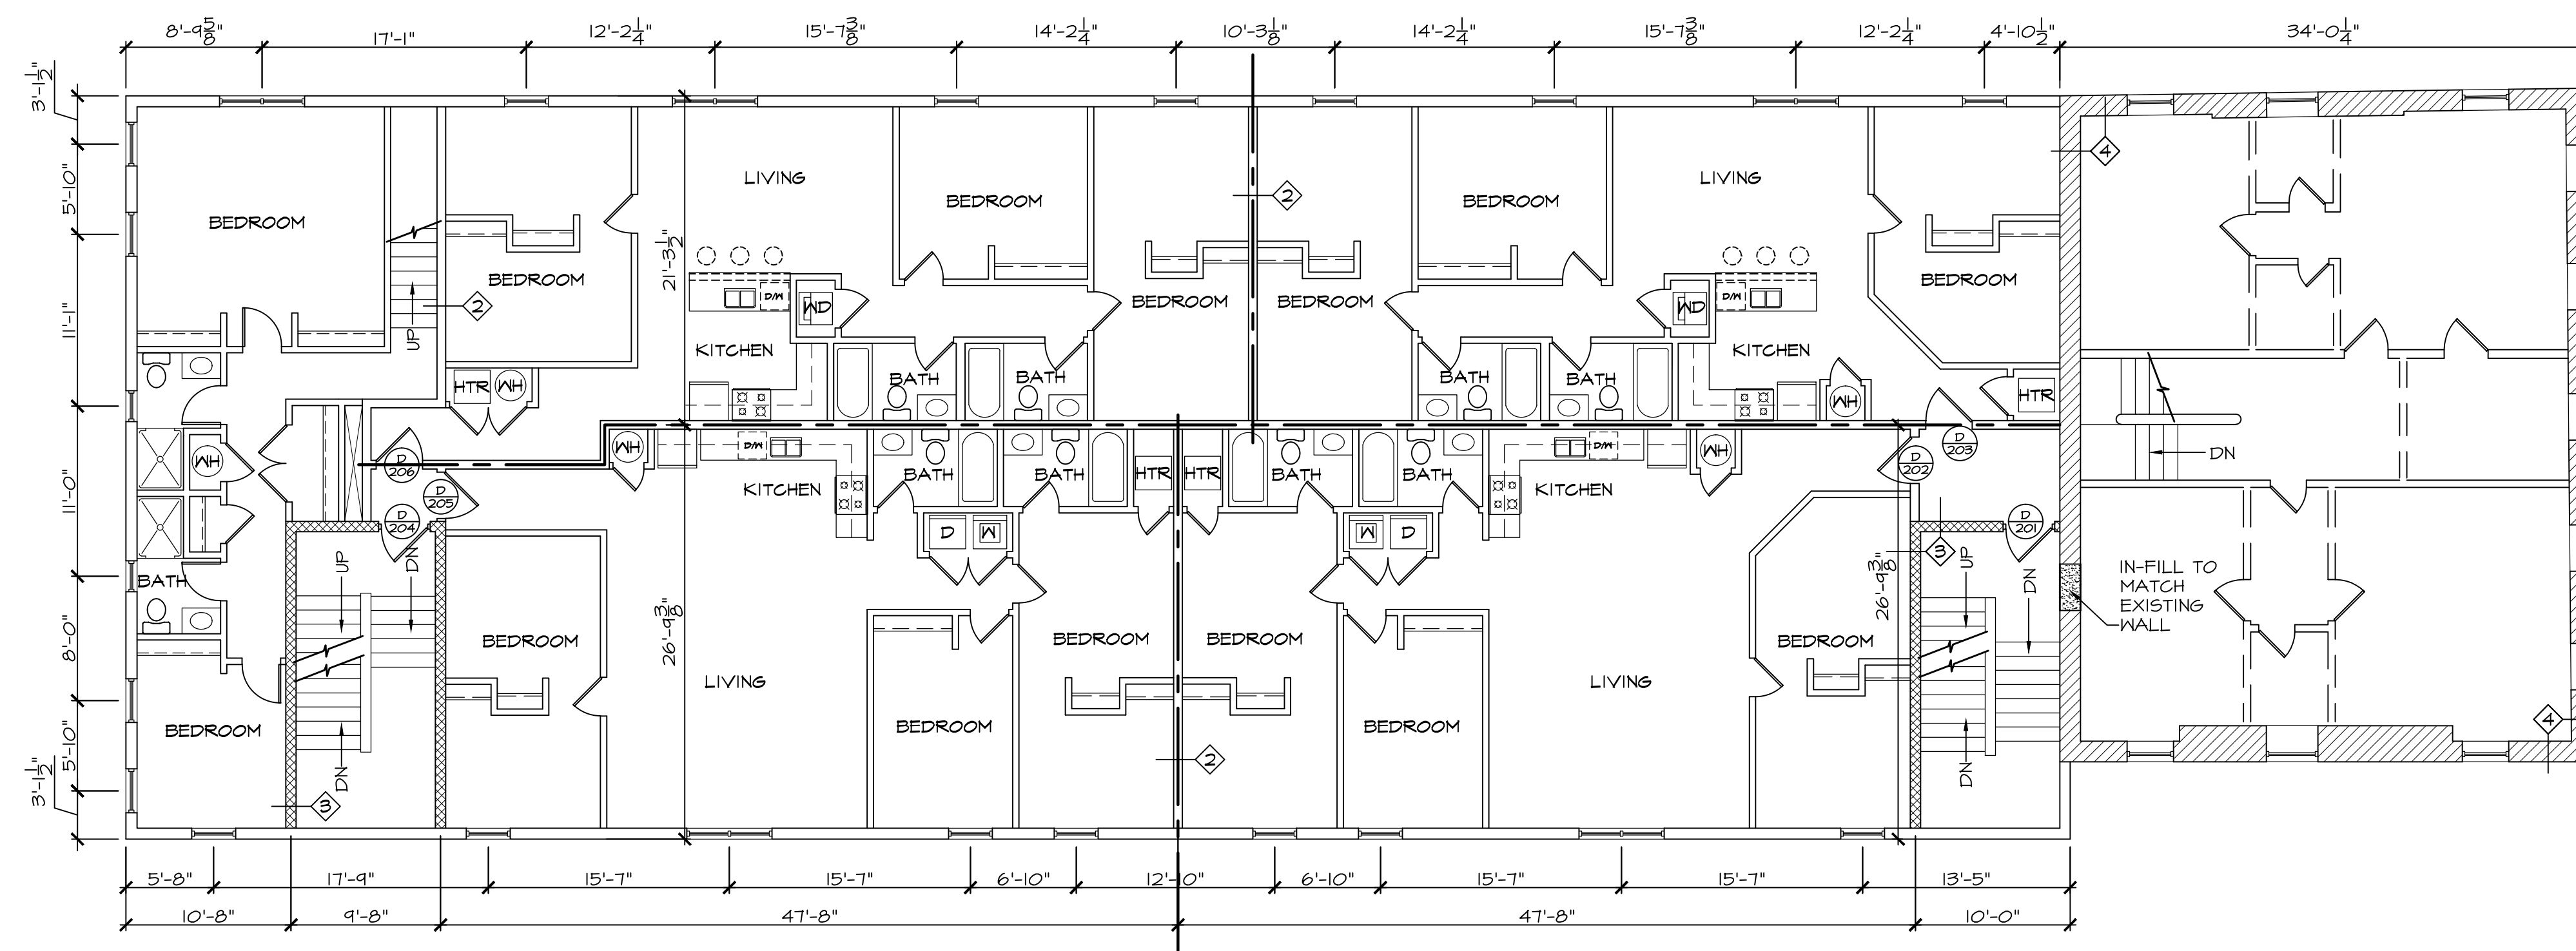 8'-9 5/8"
17'-1"
12'-2 1/4"
15'-7 3/8"
14'-2 1/4"
10'-3 1/8"
14'-2 1/4"
15'-7 3/8"
12'-2 1/4"
4'-10 1/2"
34'-0 1/4"
3'-1 1/2"
5'-10"
11'-1"
11'-0"
8'-0"
5'-10"
3'-1 1/2"
BEDROOM
UP
2
BEDROOM
HTR
WH
21'-3 1/2"
LIVING
D/W
WD
KITCHEN
BEDROOM
BATH
BATH
BEDROOM
2
BEDROOM
BEDROOM
BATH
BATH
LIVING
WD
D/W
KITCHEN
WH
BEDROOM
HTR
4
DN
WH
BATH
BEDROOM
3
D
206
D
205
D
204
UP
DN
DN
BEDROOM
WH
D/W
KITCHEN
BATH
BATH
HTR
D
W
26'-9 3/8"
LIVING
BEDROOM
BEDROOM
2
HTR
BATH
BATH
W
D
BEDROOM
BEDROOM
KITCHEN
D/W
WH
LIVING
BEDROOM
26'-9 3/8"
D
202
D
203
D
201
3
UP
DN
DN
IN-FILL TO
MATCH
EXISTING
WALL
4
5'-8"
17'-9"
15'-7"
15'-7"
6'-10"
12'-10"
6'-10"
15'-7"
15'-7"
13'-5"
10'-8"
9'-8"
47'-8"
47'-8"
10'-0"